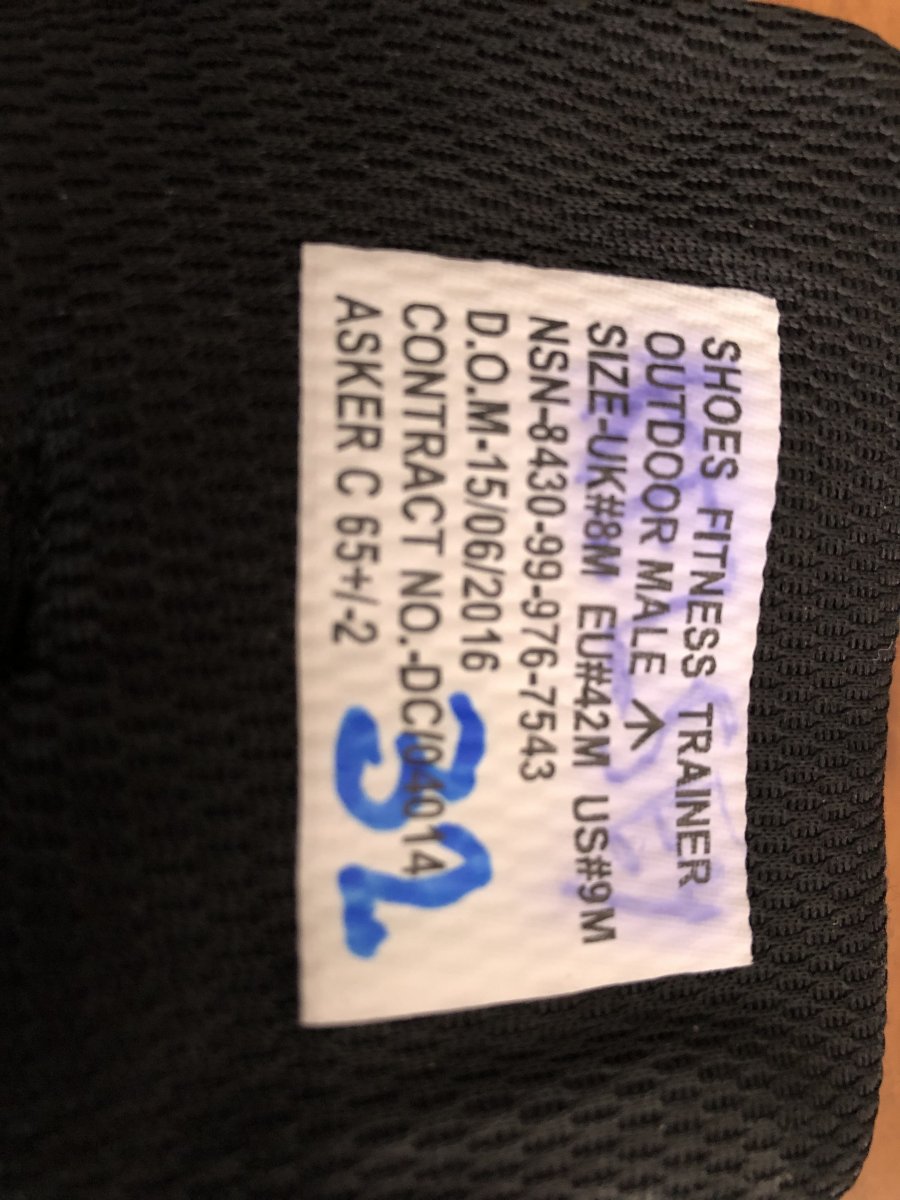 SHOES FITNESS TRAINER
OUTDOOR MALE ↑
SIZE-UK#8M EU#42M US#9M
NSN-8430-99-976-7543
D.O.M-15/06/2016
CONTRACT NO.-DC/04014
ASKER C 65+/-2
32